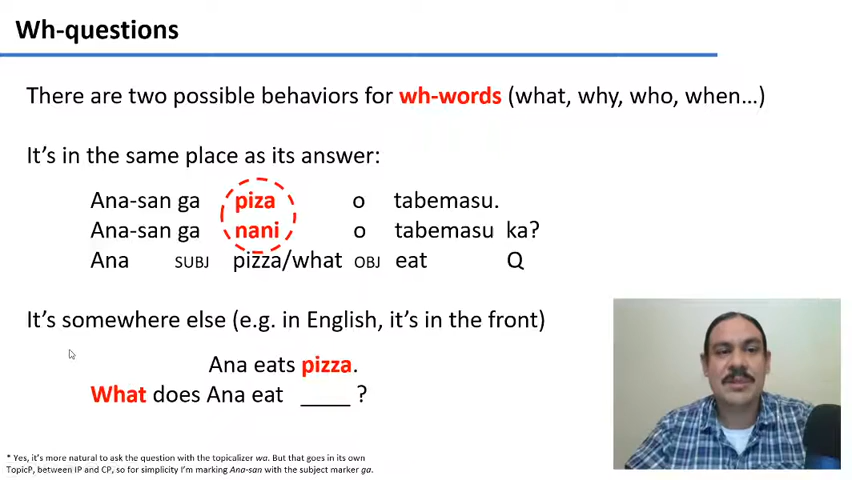 Wh-questions
There are two possible behaviors for wh-words (what, why, who, when…)
It's in the same place as its answer:
Ana-san ga piza o tabemasu.
Ana-san ga nani o tabemasu ka?
Ana SUBJ pizza/what OBJ eat Q
It's somewhere else (e.g. in English, it's in the front)
Ana eats pizza.
What does Ana eat ____ ?
* Yes, it's more natural to ask the question with the topicalizer wa. But that goes in its own
TopicP, between IP and CP, so for simplicity I'm marking Ana-san with the subject marker ga.